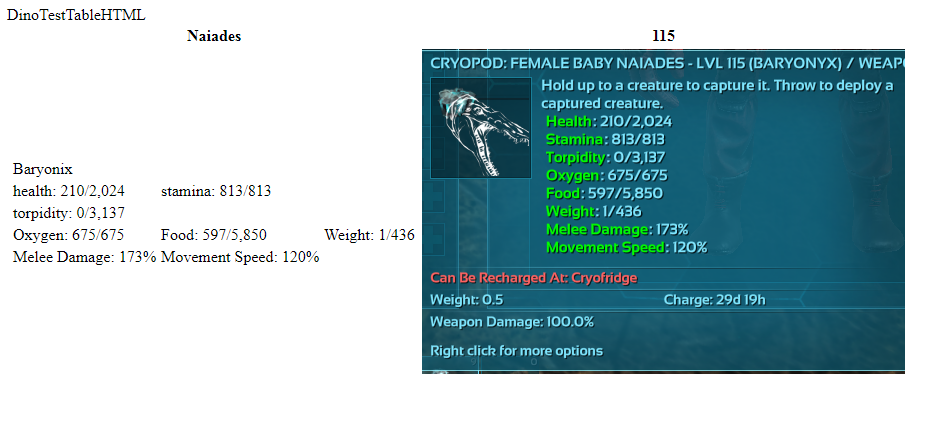 DinoTestTableHTML
Naiades 115
Baryonix
health: 210/2,024 stamina: 813/813
torpidity: 0/3,137
Oxygen: 675/675 Food: 597/5,850 Weight: 1/436
Melee Damage: 173% Movement Speed: 120%
CRYOPOD: FEMALE BABY NAIADES - LVL 115 (BARYONYX) / WEAPO
Hold up to a creature to capture it. Throw to deploy a
captured creature.
Health: 210/2,024
Stamina: 813/813
Torpidity: 0/3,137
Oxygen: 675/675
Food: 597/5,850
Weight: 1/436
Melee Damage: 173%
Movement Speed: 120%
Can Be Recharged At: Cryofridge
Weight: 0.5 Charge: 29d 19h
Weapon Damage: 100.0%
Right click for more options